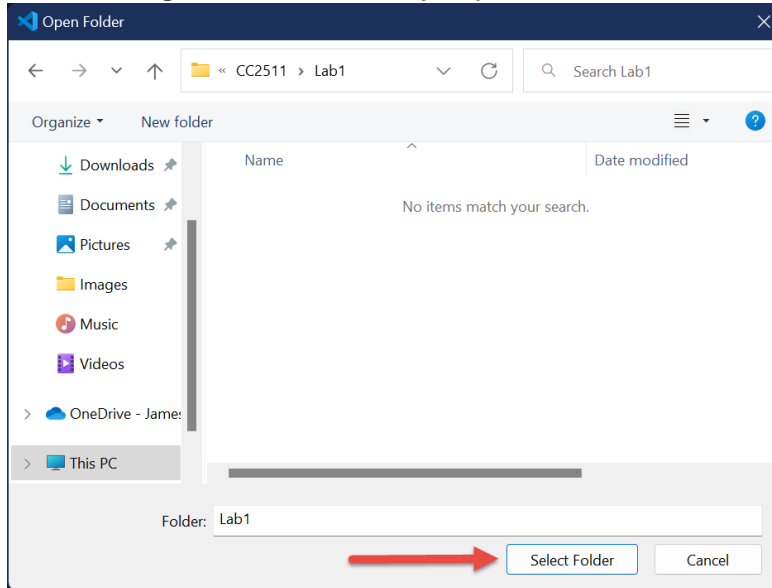 Open Folder
« CC2511 > Lab1
Search Lab1
Organize
New folder
Name
Date modified
Downloads
Documents
Pictures
Images
Music
Videos
No items match your search.
OneDrive - James
This PC
Folder: Lab1
Select Folder
Cancel